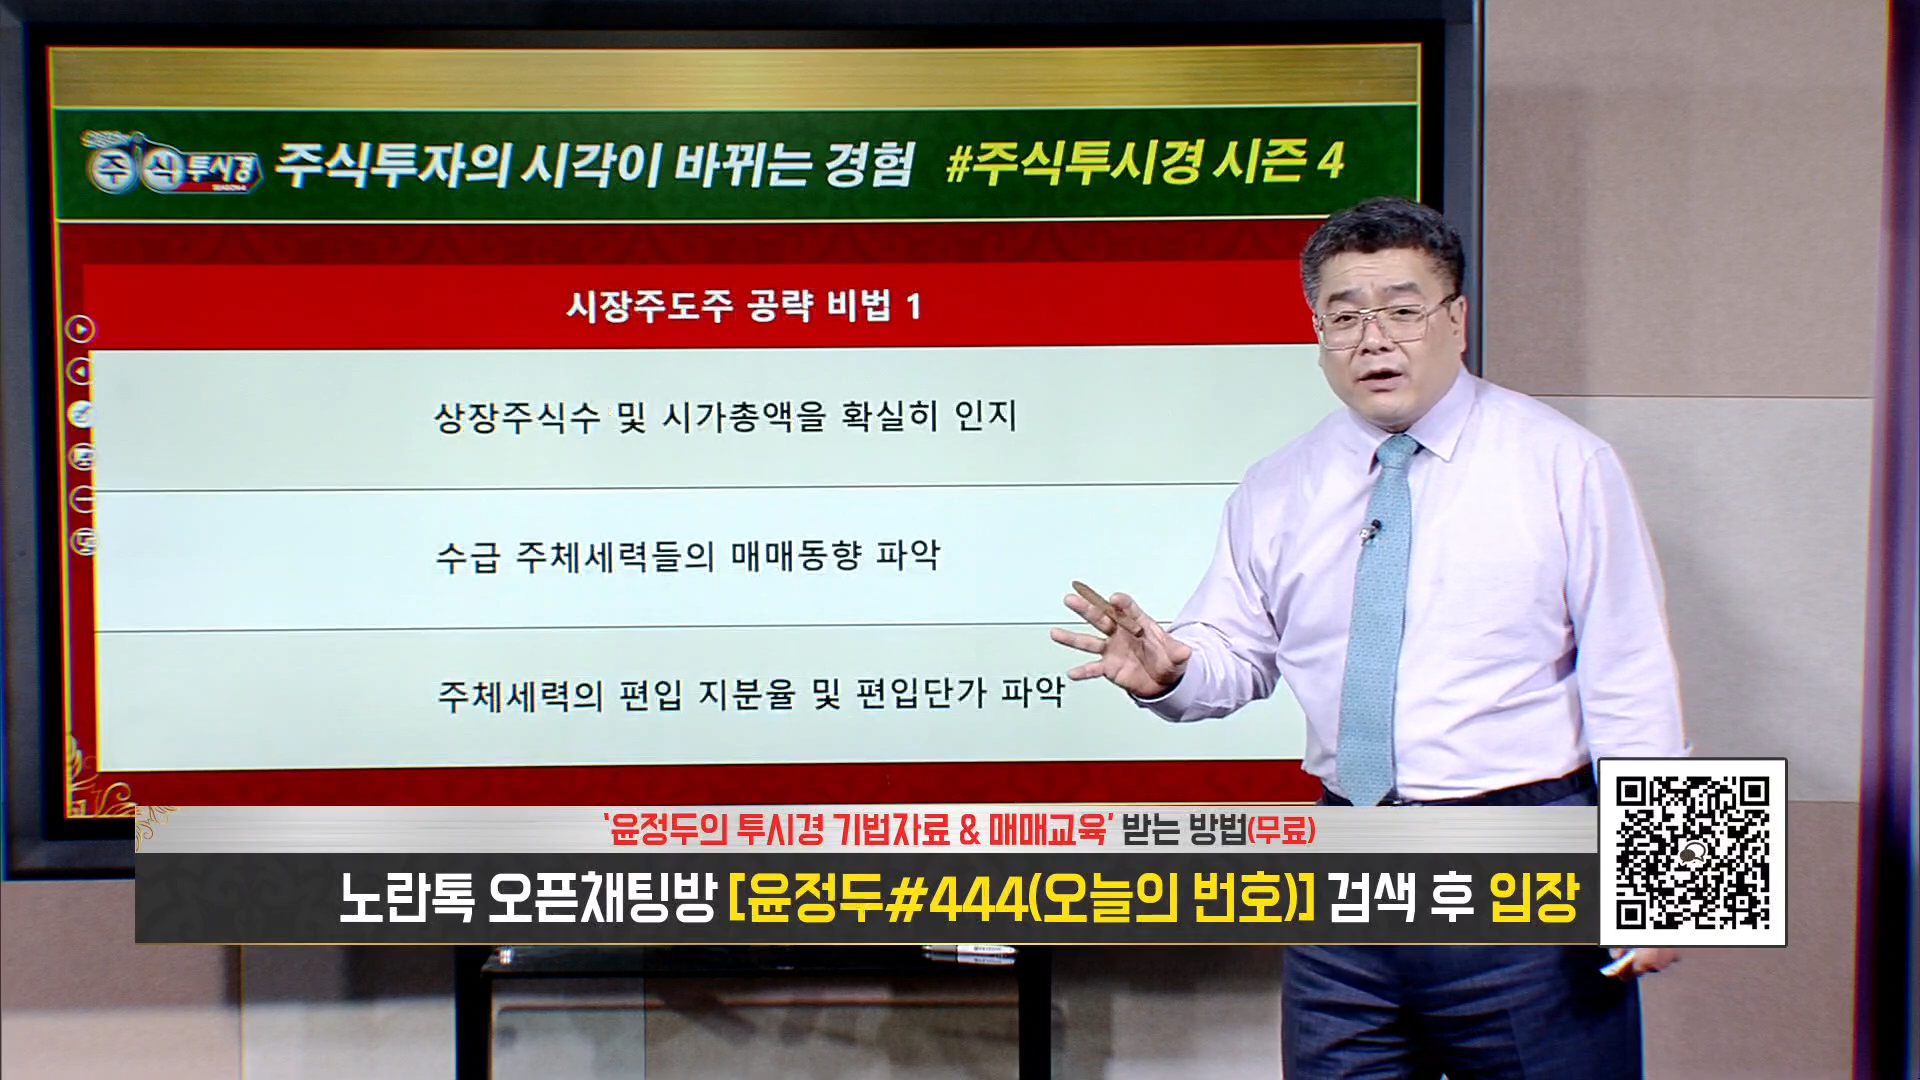 주식투시경 주식투자의 시각이 바뀌는 경험 #주식투시경 시즌 4
시장주도주 공략 비법 1
상장주식수 및 시가총액을 확실히 인지
수급 주체세력들의 매매동향 파악
주체세력의 편입 지분율 및 편입단가 파악
'윤정두의 투시경 기법자료 & 매매교육' 받는 방법(무료)
노란톡 오픈채팅방 [윤정두#444(오늘의 번호)] 검색 후 입장